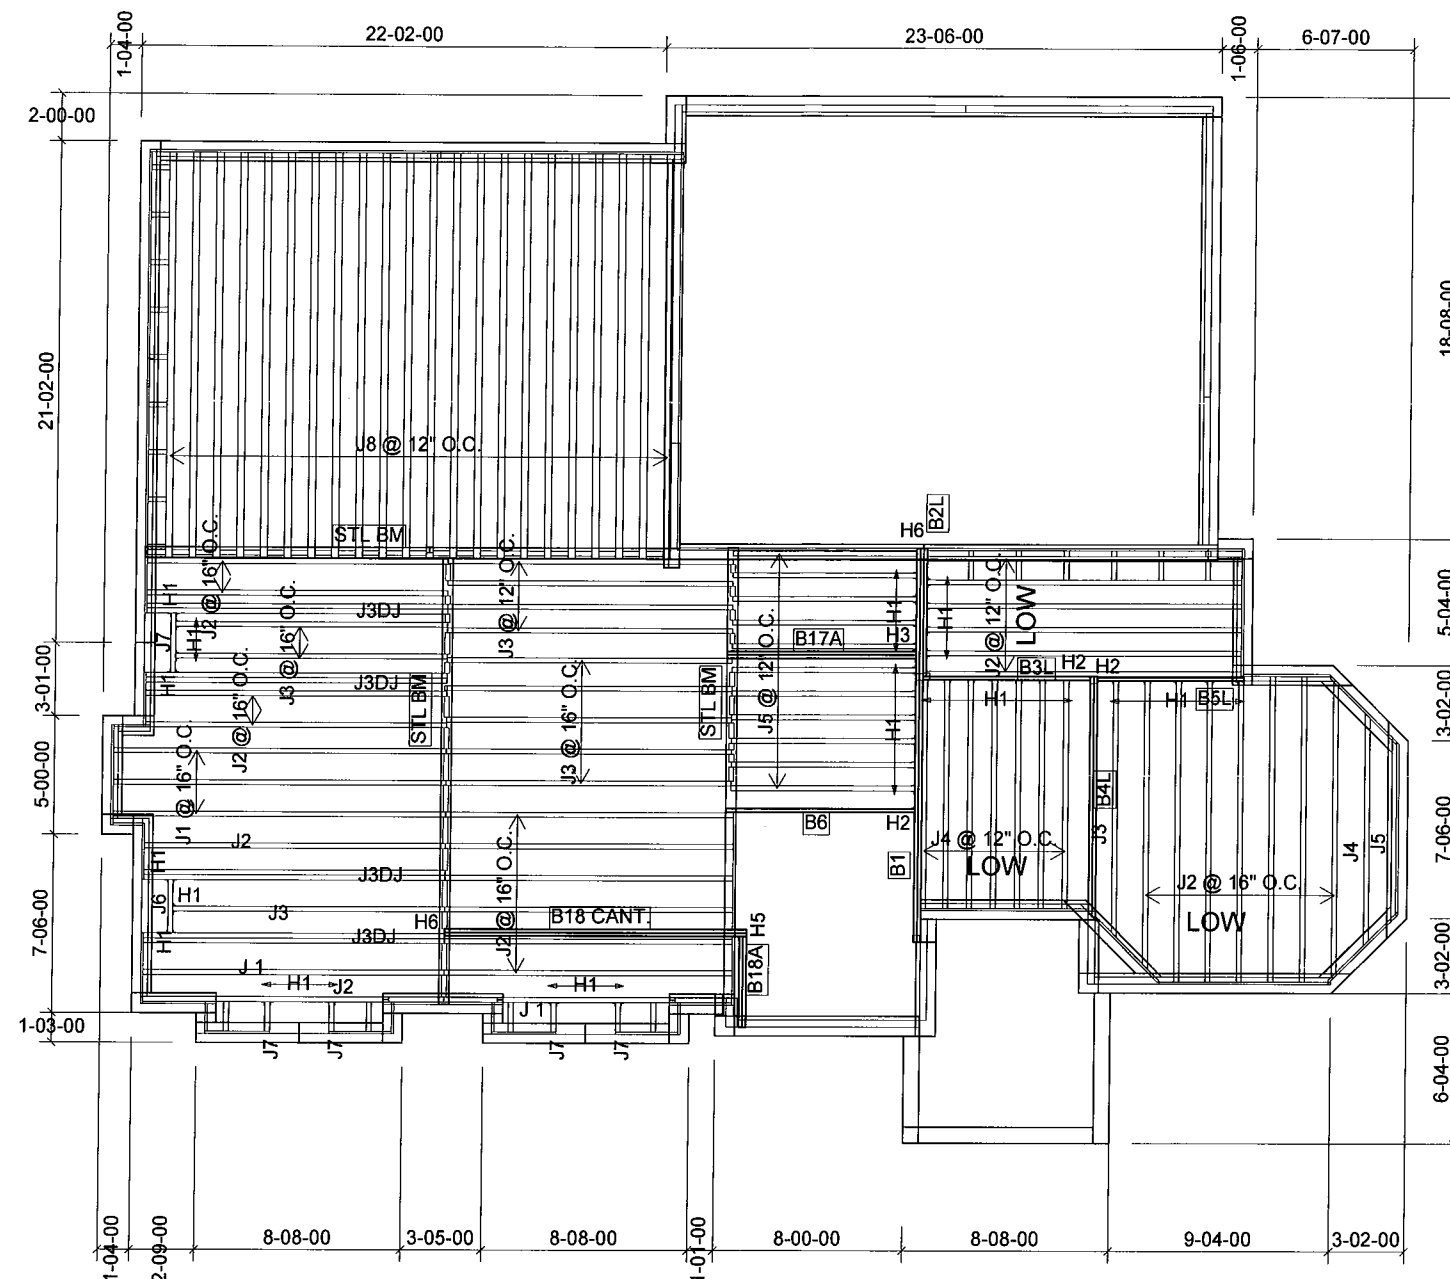 22-02-00
23-06-00
6-07-00
1-04-00
1-06-00
2-00-00
21-02-00
18-08-00
J8 @ 12" O.C.
STL BM
H6
B2L
J2 @ 16" O.C.
J3 @ 16" O.C.
J3 @ 12" O.C.
J5 @ 12" O.C.
J2 @ 12" O.C.
LOW
H1
H1
H1
5-04-00
J3DJ
J7
H1
B17A
H3
3-01-00
H1
J3DJ
STL BM
STL BM
J3 @ 16" O.C.
H1
B3L
H2
H2
H1
H1
B5L
3-02-00
J2 @ 16" O.C.
J1 @ 16" O.C.
5-00-00
B4L
J3
B6
H2
B1
J4 @ 12" O.C.
LOW
J4
J5
7-06-00
J2
H1
J3DJ
H1
J6
J3
H6
J2 @ 16" O.C.
B18 CANT.
H5
J2 @ 16" O.C.
LOW
7-06-00
H1
J3DJ
J 1
H1
J2
H1
B18A
3-02-00
1-03-00
J 1
J7
J7
J7
J7
6-04-00
1-04-00
2-09-00
8-08-00
3-05-00
8-08-00
1-01-00
8-00-00
8-08-00
9-04-00
3-02-00